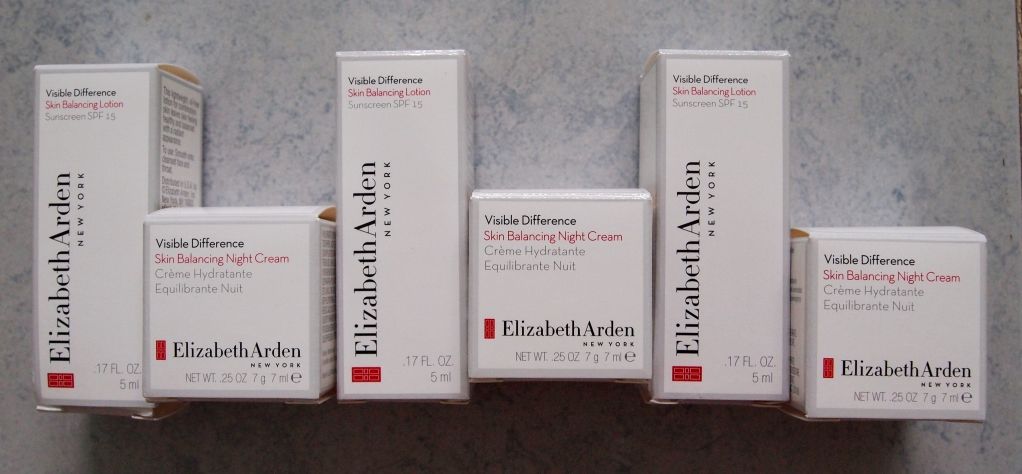 Visible Difference
Skin Balancing Lotion
Sunscreen SPF 15
Elizabeth Arden
NEW YORK
.17 FL. OZ.
5 ml
Visible Difference
Skin Balancing Night Cream
Crème Hydratante
Equilibrante Nuit
Elizabeth Arden
NEW YORK
NET WT. .25 OZ 7 g 7 ml e
Visible Difference
Skin Balancing Lotion
Sunscreen SPF 15
Elizabeth Arden
NEW YORK
.17 FL. OZ.
5 ml
Visible Difference
Skin Balancing Night Cream
Crème Hydratante
Equilibrante Nuit
Elizabeth Arden
NEW YORK
NET WT. .25 OZ 7 g 7 ml e
Visible Difference
Skin Balancing Lotion
Sunscreen SPF 15
Elizabeth Arden
NEW YORK
.17 FL. OZ.
5 ml
Visible Difference
Skin Balancing Night Cream
Crème Hydratante
Equilibrante Nuit
Elizabeth Arden
NEW YORK
NET WT. .25 OZ 7 g 7 ml e